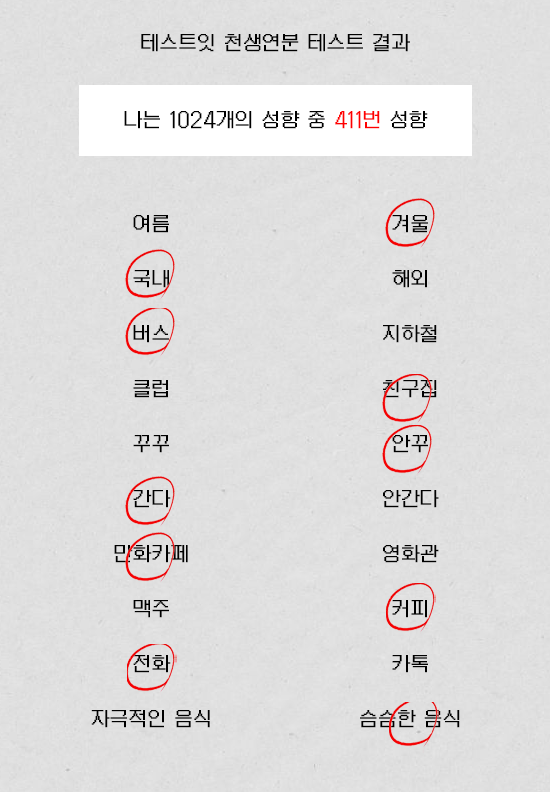 테스트잇 천생연분 테스트 결과
나는 1024개의 성향 중 411번 성향
여름 겨울
국내 해외
버스 지하철
클럽 친구집
꾸꾸 안꾸
간다 안간다
만화카페 영화관
맥주 커피
전화 카톡
자극적인 음식 슴슴한 음식